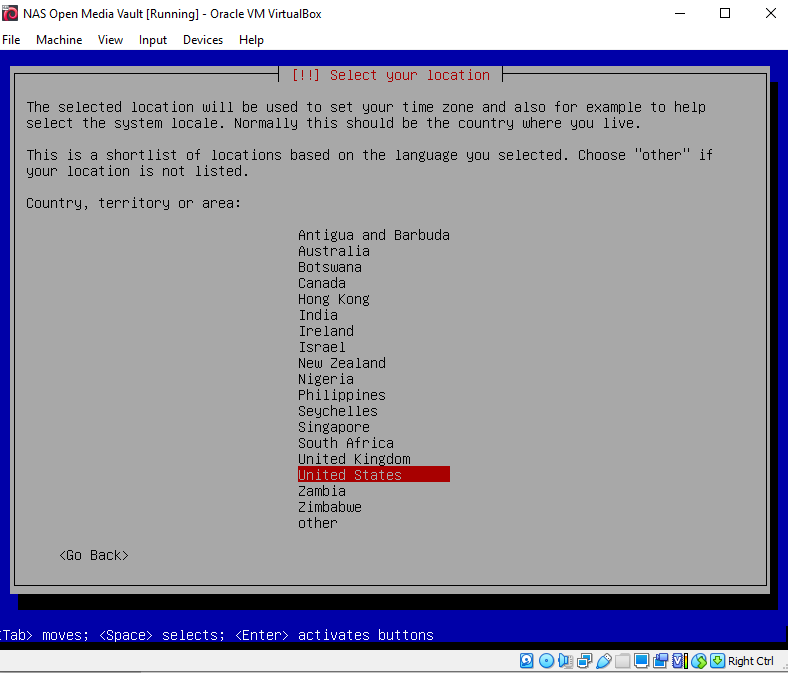 NAS Open Media Vault [Running] - Oracle VM VirtualBox
File Machine View Input Devices Help
[!!] Select your location
The selected location will be used to set your time zone and also for example to help
select the system locale. Normally this should be the country where you live.
This is a shortlist of locations based on the language you selected. Choose "other" if
your location is not listed.
Country, territory or area:
Antigua and Barbuda
Australia
Botswana
Canada
Hong Kong
India
Ireland
Israel
New Zealand
Nigeria
Philippines
Seychelles
Singapore
South Africa
United Kingdom
United States
Zambia
Zimbabwe
other
<Go Back>
<Tab> moves; <Space> selects; <Enter> activates buttons
Right Ctrl